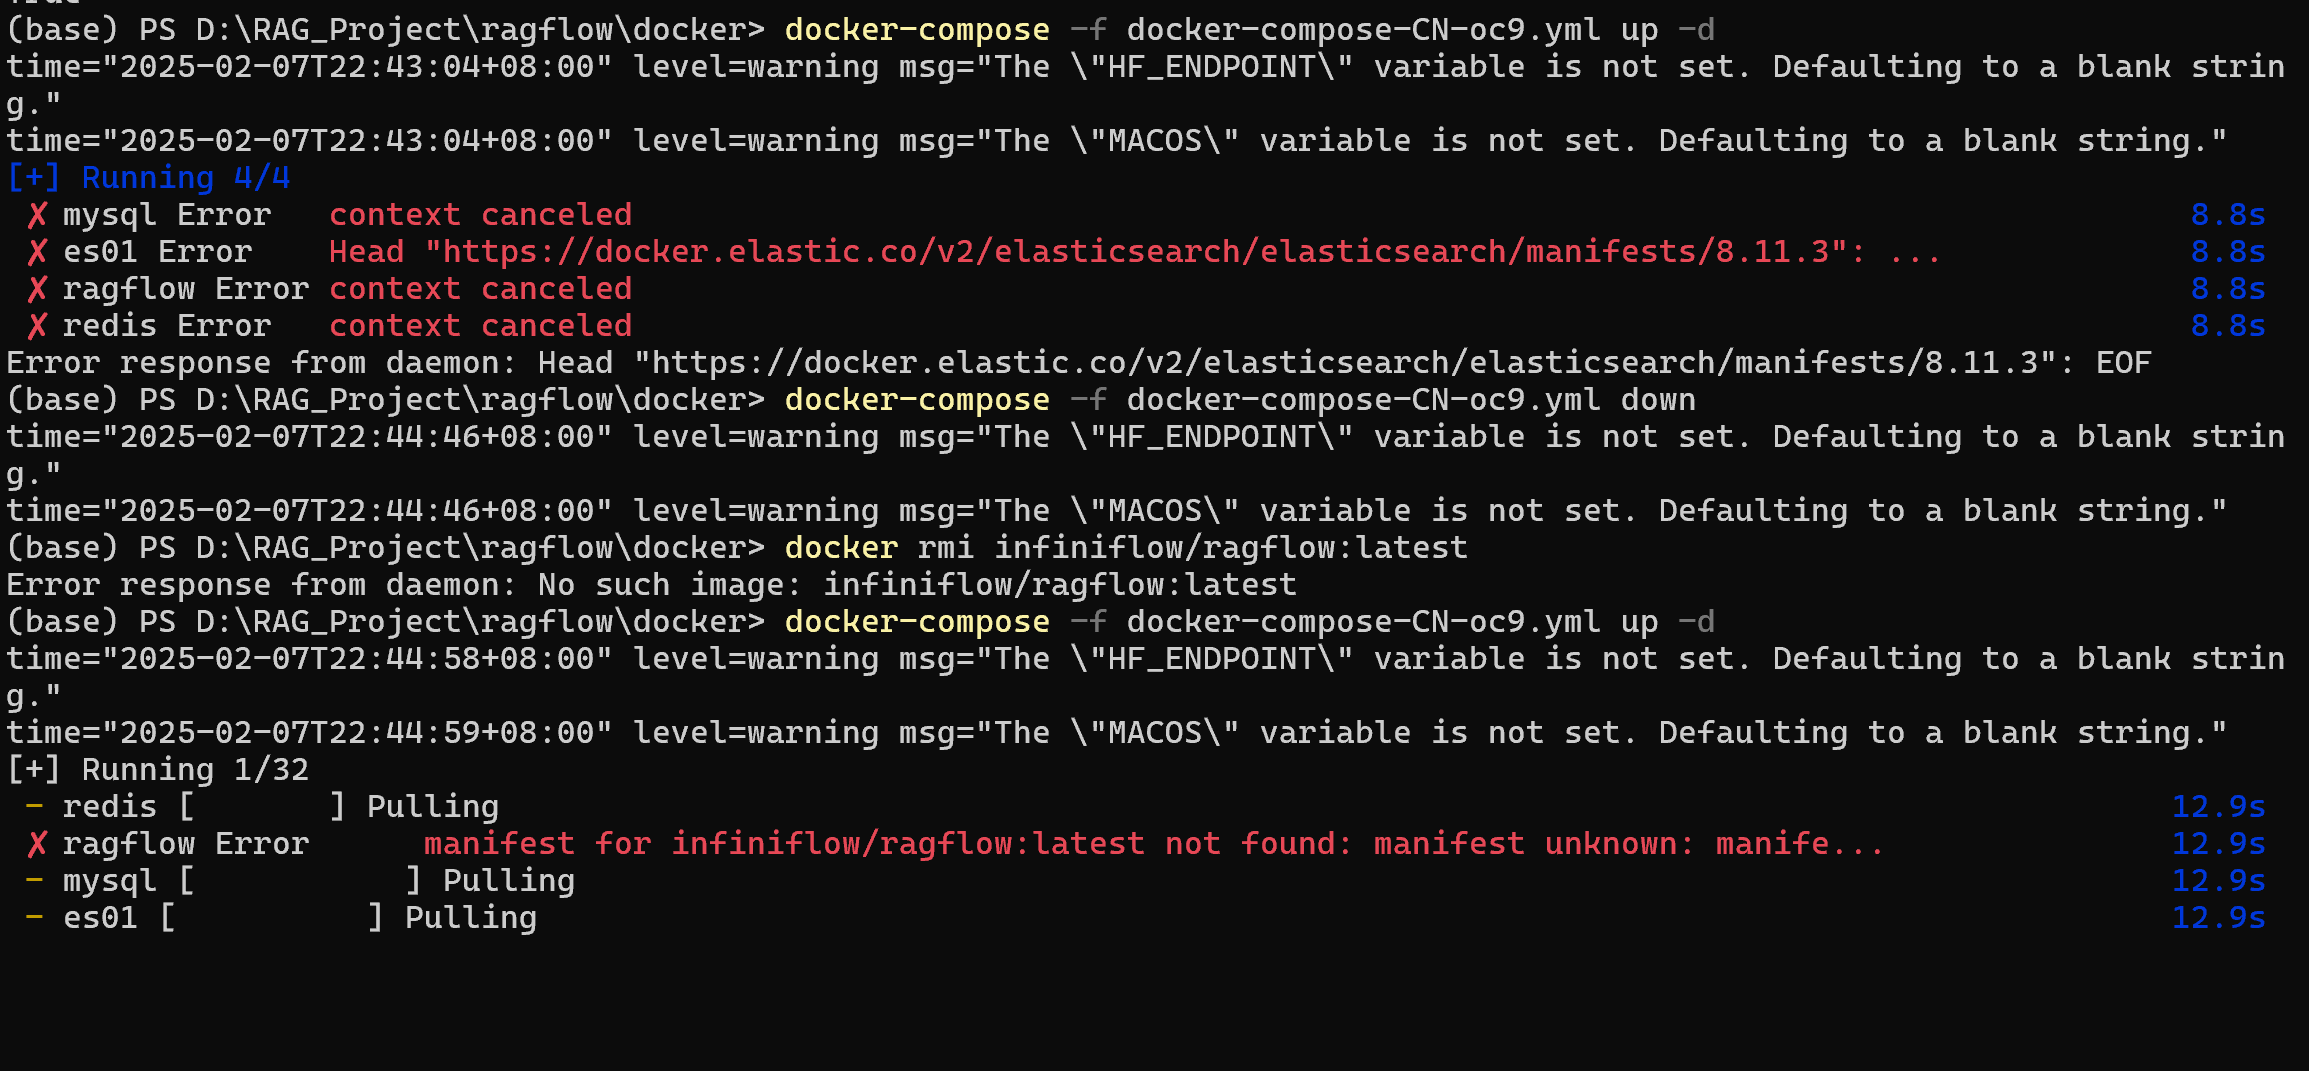 (base) PS D:\RAG_Project\ragflow\docker> docker-compose -f docker-compose-CN-oc9.yml up -d
time="2025-02-07T22:43:04+08:00" level=warning msg="The \"HF_ENDPOINT\" variable is not set. Defaulting to a blank strin
g."
time="2025-02-07T22:43:04+08:00" level=warning msg="The \"MACOS\" variable is not set. Defaulting to a blank string."
[+] Running 4/4
✗ mysql Error   context canceled 8.8s
✗ es01 Error    Head "https://docker.elastic.co/v2/elasticsearch/elasticsearch/manifests/8.11.3": ... 8.8s
✗ ragflow Error context canceled 8.8s
✗ redis Error   context canceled 8.8s
Error response from daemon: Head "https://docker.elastic.co/v2/elasticsearch/elasticsearch/manifests/8.11.3": EOF
(base) PS D:\RAG_Project\ragflow\docker> docker-compose -f docker-compose-CN-oc9.yml down
time="2025-02-07T22:44:46+08:00" level=warning msg="The \"HF_ENDPOINT\" variable is not set. Defaulting to a blank strin
g."
time="2025-02-07T22:44:46+08:00" level=warning msg="The \"MACOS\" variable is not set. Defaulting to a blank string."
(base) PS D:\RAG_Project\ragflow\docker> docker rmi infiniflow/ragflow:latest
Error response from daemon: No such image: infiniflow/ragflow:latest
(base) PS D:\RAG_Project\ragflow\docker> docker-compose -f docker-compose-CN-oc9.yml up -d
time="2025-02-07T22:44:58+08:00" level=warning msg="The \"HF_ENDPOINT\" variable is not set. Defaulting to a blank strin
g."
time="2025-02-07T22:44:59+08:00" level=warning msg="The \"MACOS\" variable is not set. Defaulting to a blank string."
[+] Running 1/32
- redis [       ] Pulling 12.9s
✗ ragflow Error      manifest for infiniflow/ragflow:latest not found: manifest unknown: manife... 12.9s
- mysql [           ] Pulling 12.9s
- es01 [          ] Pulling 12.9s